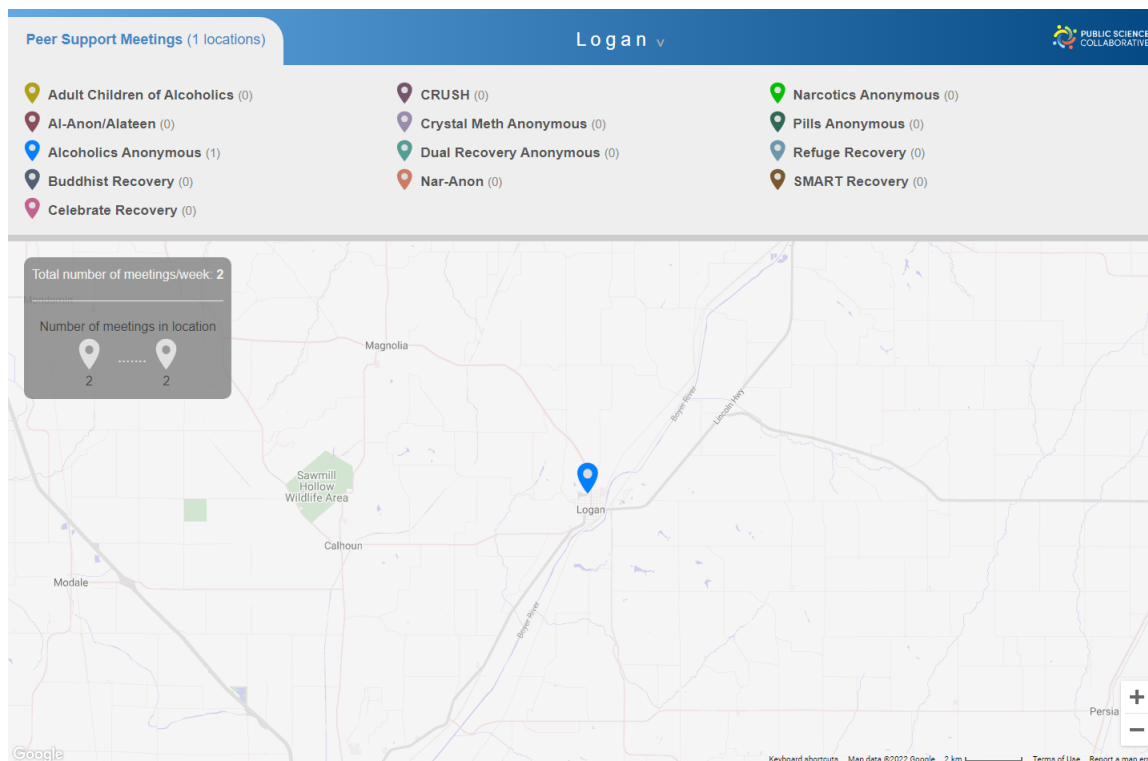 Peer Support Meetings (1 locations)
Logan v
PUBLIC SCIENCE
COLLABORATIVE
Adult Children of Alcoholics (0)
Al-Anon/Alateen (0)
Alcoholics Anonymous (1)
Buddhist Recovery (0)
Celebrate Recovery (0)
CRUSH (0)
Crystal Meth Anonymous (0)
Dual Recovery Anonymous (0)
Nar-Anon (0)
Narcotics Anonymous (0)
Pills Anonymous (0)
Refuge Recovery (0)
SMART Recovery (0)
Total number of meetings/week: 2
Number of meetings in location
.......
2 2
Magnolia
Boyer River
Lincoln Hwy
Sawmill
Hollow
Wildlife Area
Logan
Calhoun
Modale
Boyer River
Persia
+
−
Google
Keyboard shortcuts Map data ©2022 Google 2 km Terms of Use Report a map er